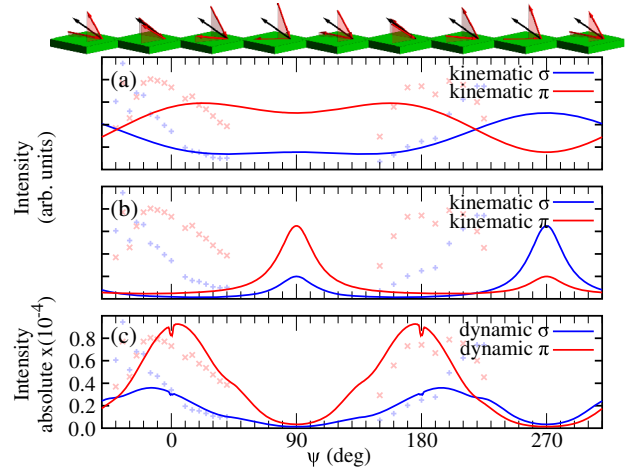 (a)
kinematic σ
kinematic π
Intensity
(arb. units)
(b)
kinematic σ
kinematic π
(c)
dynamic σ
dynamic π
Intensity
absolute x(10⁻⁴)
0.8
0.6
0.4
0.2
0.0
0 90 180 270
ψ (deg)